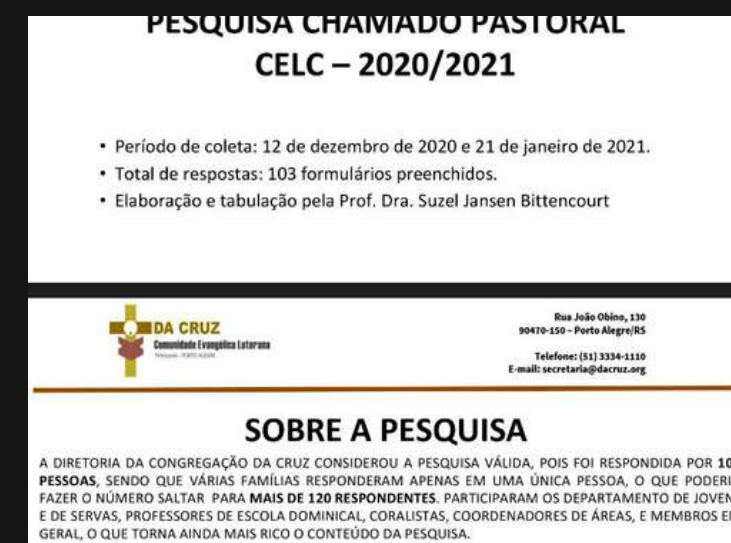 PESQUISA CHAMADO PASTORAL
CELC – 2020/2021
• Período de coleta: 12 de dezembro de 2020 e 21 de janeiro de 2021.
• Total de respostas: 103 formulários preenchidos.
• Elaboração e tabulação pela Prof. Dra. Suzel Jansen Bittencourt
DA CRUZ
Comunidade Evangélica Luterana
Rua João Obino, 130
90470-150 – Porto Alegre/RS
Telefone: (51) 3334-1110
E-mail: secretaria@dacruz.org
SOBRE A PESQUISA
A DIRETORIA DA CONGREGAÇÃO DA CRUZ CONSIDEROU A PESQUISA VÁLIDA, POIS FOI RESPONDIDA POR 10
PESSOAS, SENDO QUE VÁRIAS FAMÍLIAS RESPONDERAM APENAS EM UMA ÚNICA PESSOA, O QUE PODERI
FAZER O NÚMERO SALTAR PARA MAIS DE 120 RESPONDENTES. PARTICIPARAM OS DEPARTAMENTO DE JOVEN
E DE SERVAS, PROFESSORES DE ESCOLA DOMINICAL, CORALISTAS, COORDENADORES DE ÁREAS, E MEMBROS EM
GERAL, O QUE TORNA AINDA MAIS RICO O CONTEÚDO DA PESQUISA.